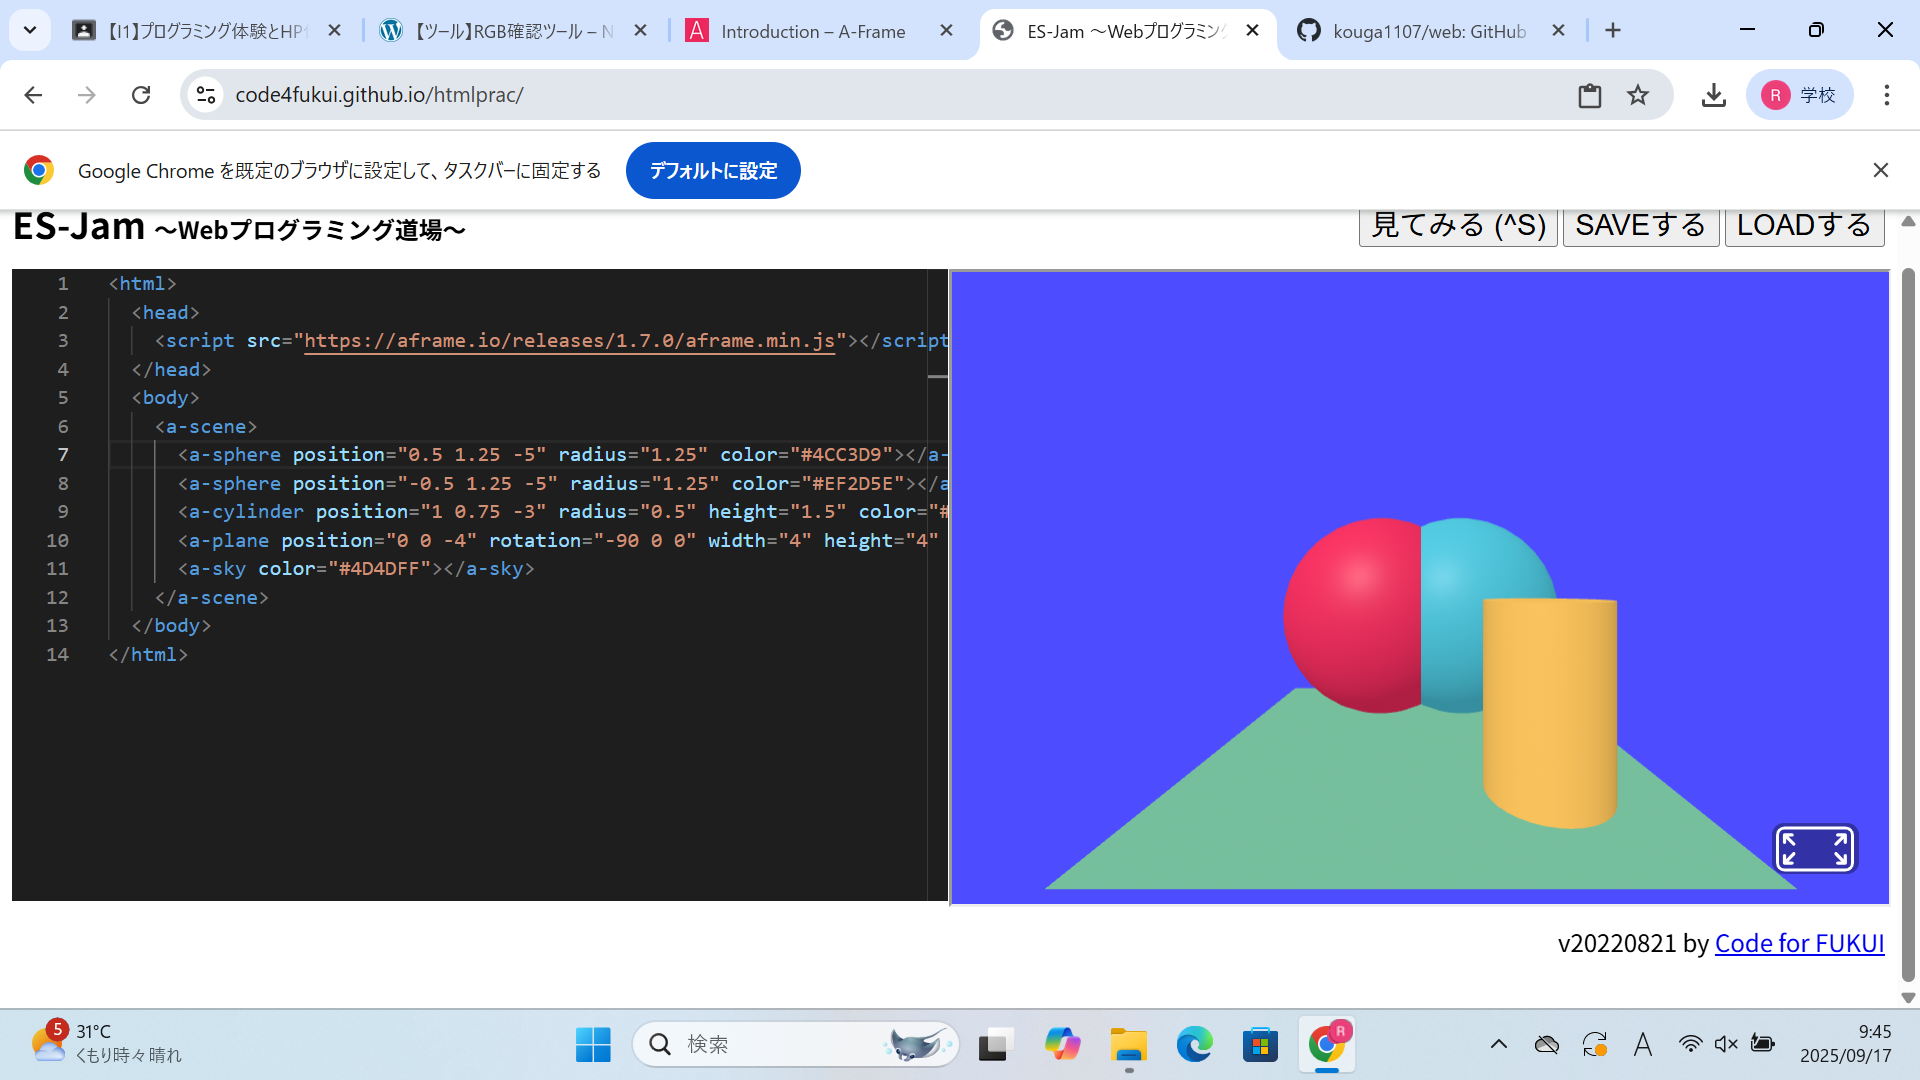 【I1】プログラミング体験とHP
【ツール】RGB確認ツール – N
Introduction – A-Frame
ES-Jam ～Webプログラミン
kouga1107/web: GitHub
code4fukui.github.io/htmlprac/
R 学校
Google Chrome を既定のブラウザに設定して、タスクバーに固定する
デフォルトに設定
ES-Jam ～Webプログラミング道場～
見てみる (^S)
SAVEする
LOADする
1 <html>
2 <head>
3 <script src="https://aframe.io/releases/1.7.0/aframe.min.js"></script
4 </head>
5 <body>
6 <a-scene>
7 <a-sphere position="0.5 1.25 -5" radius="1.25" color="#4CC3D9"></a-
8 <a-sphere position="-0.5 1.25 -5" radius="1.25" color="#EF2D5E"></a
9 <a-cylinder position="1 0.75 -3" radius="0.5" height="1.5" color="#
10 <a-plane position="0 0 -4" rotation="-90 0 0" width="4" height="4"
11 <a-sky color="#4D4DFF"></a-sky>
12 </a-scene>
13 </body>
14 </html>
v20220821 by Code for FUKUI
5
31°C
くもり時々晴れ
検索
R
A
9:45
2025/09/17